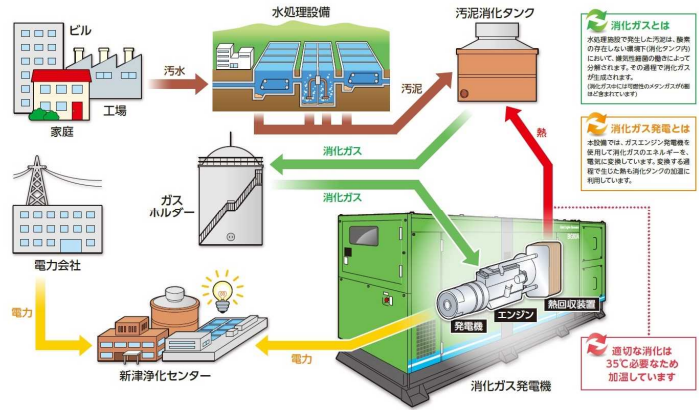 ビル
工場
家庭
汚水
水処理設備
汚泥
汚泥消化タンク
消化ガスとは
水処理施設で発生した汚泥は、酸素
の存在しない環境下(消化タンク内)
において、嫌気性細菌の働きによって
分解されます。その過程で消化ガス
が生成されます。
(消化ガス中には可燃性のメタンガスが6割
ほど含まれています)
消化ガス発電とは
本設備では、ガスエンジン発電機を
使用して消化ガスのエネルギーを、
電気に変換しています。変換する過
程で生じた熱も消化タンクの加温に
利用しています。
消化ガス
消化ガス
熱
ガス
ホルダー
電力会社
電力
新津浄化センター
電力
発電機
エンジン
熱回収装置
消化ガス発電機
適切な消化は
35℃必要なため
加温しています